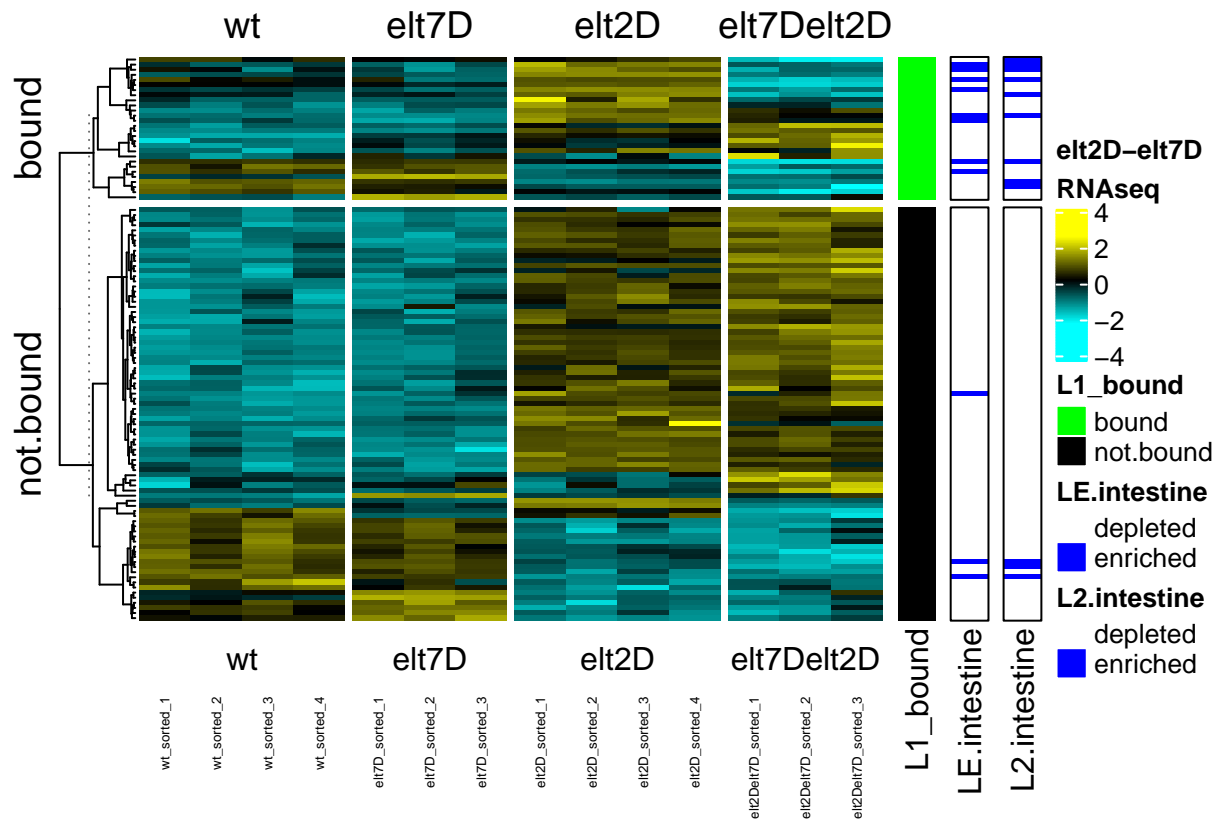 wt
elt7D
elt2D
elt7Delt2D
bound
not.bound
wt
elt7D
elt2D
elt7Delt2D
wt_sorted_1
wt_sorted_2
wt_sorted_3
wt_sorted_4
elt7D_sorted_1
elt7D_sorted_2
elt7D_sorted_3
elt2D_sorted_1
elt2D_sorted_2
elt2D_sorted_3
elt2D_sorted_4
elt2Delt7D_sorted_1
elt2Delt7D_sorted_2
elt2Delt7D_sorted_3
L1_bound
LE.intestine
L2.intestine
elt2D−elt7D
RNAseq
4
2
0
−2
−4
L1_bound
bound
not.bound
LE.intestine
depleted
enriched
L2.intestine
depleted
enriched